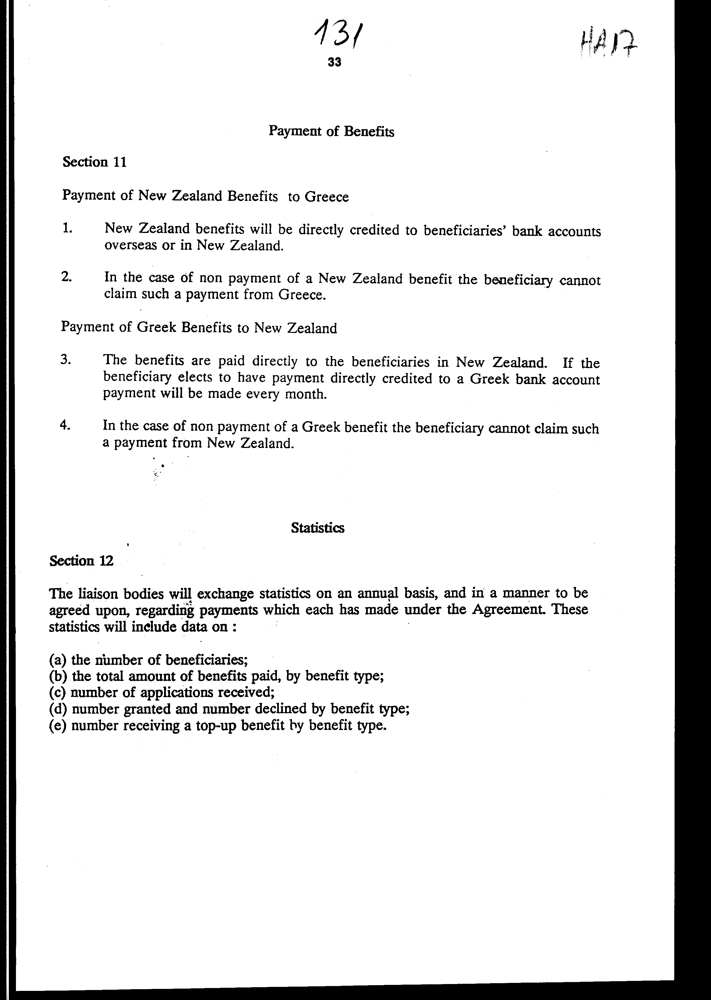 131
HA17
33
Payment of Benefits
Section 11
Payment of New Zealand Benefits to Greece
1. New Zealand benefits will be directly credited to beneficiaries' bank accounts
overseas or in New Zealand.
2. In the case of non payment of a New Zealand benefit the beneficiary cannot
claim such a payment from Greece.
Payment of Greek Benefits to New Zealand
3. The benefits are paid directly to the beneficiaries in New Zealand. If the
beneficiary elects to have payment directly credited to a Greek bank account
payment will be made every month.
4. In the case of non payment of a Greek benefit the beneficiary cannot claim such
a payment from New Zealand.
Statistics
Section 12
The liaison bodies will exchange statistics on an annual basis, and in a manner to be
agreed upon, regarding payments which each has made under the Agreement. These
statistics will include data on :
(a) the number of beneficiaries;
(b) the total amount of benefits paid, by benefit type;
(c) number of applications received;
(d) number granted and number declined by benefit type;
(e) number receiving a top-up benefit by benefit type.